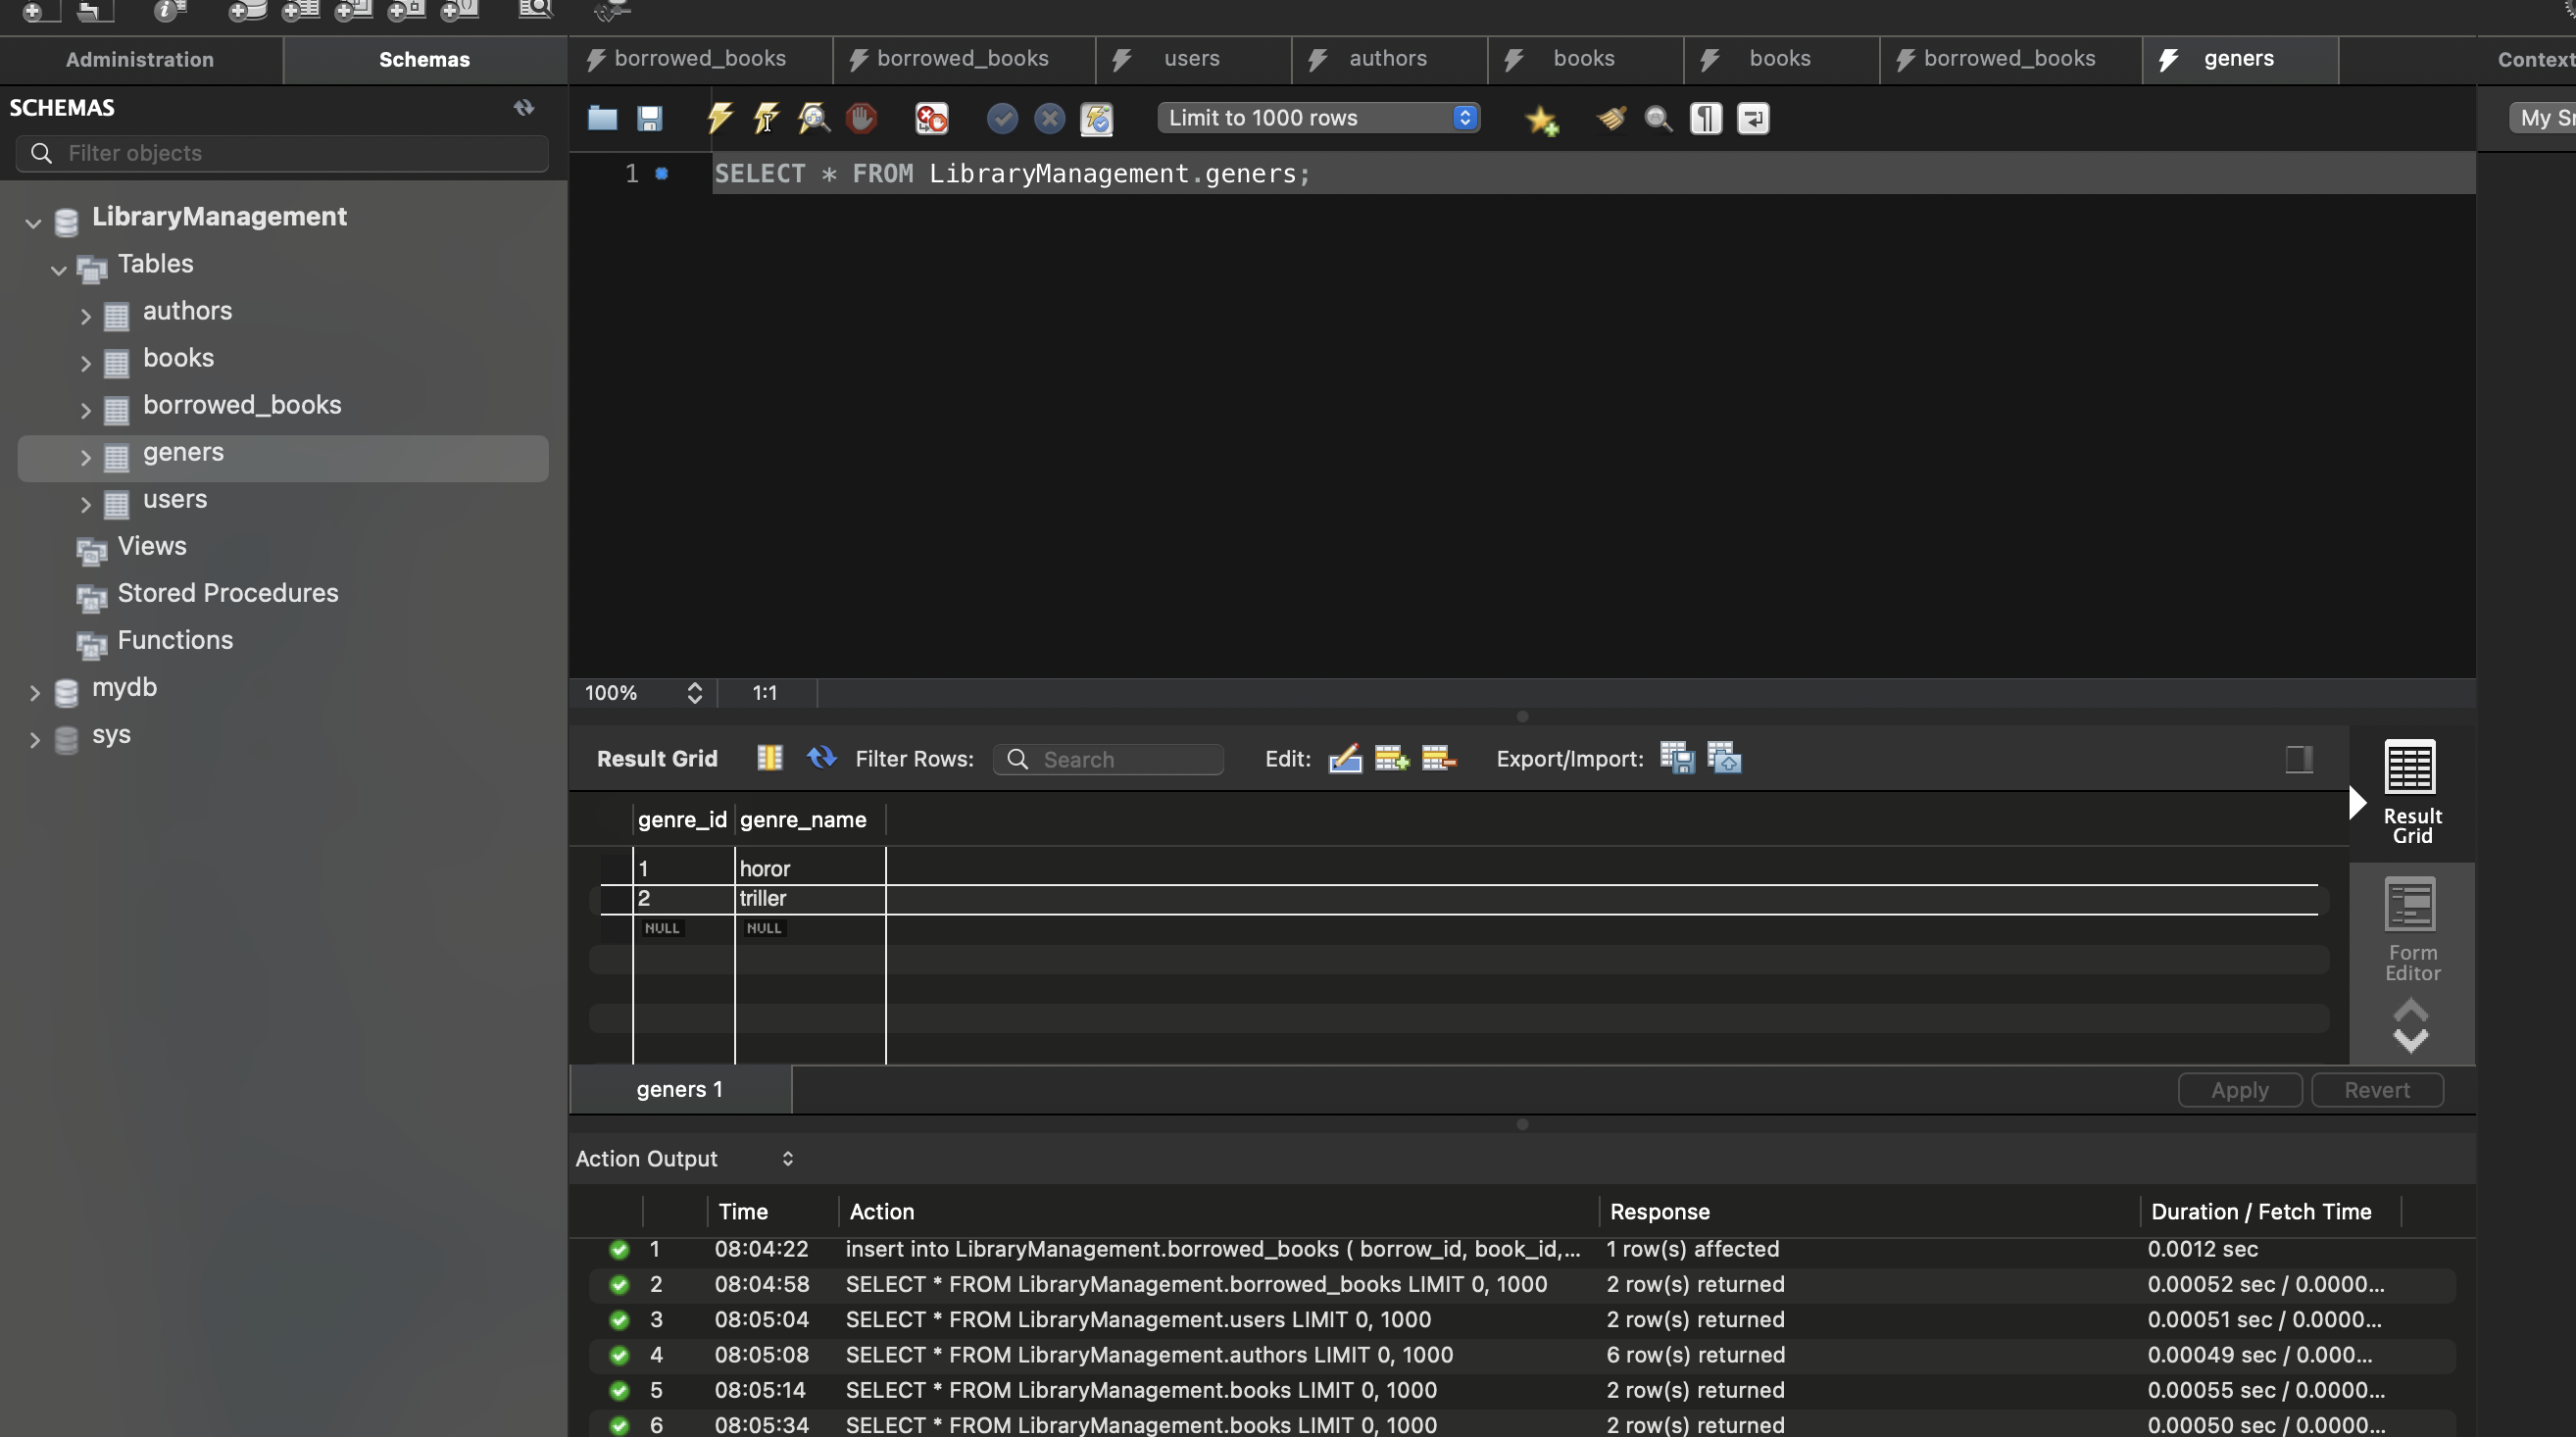 Administration
Schemas
borrowed_books
borrowed_books
users
authors
books
books
borrowed_books
geners
Context
SCHEMAS
Filter objects
Limit to 1000 rows
My Sn
1
SELECT * FROM LibraryManagement.geners;
LibraryManagement
Tables
authors
books
borrowed_books
geners
users
Views
Stored Procedures
Functions
mydb
sys
100%
1:1
Result Grid
Filter Rows:
Search
Edit:
Export/Import:
Result
Grid
Form
Editor
genre_id genre_name
1 horor
2 triller
NULL NULL
geners 1
Apply
Revert
Action Output
Time Action Response Duration / Fetch Time
1 08:04:22 insert into LibraryManagement.borrowed_books ( borrow_id, book_id,... 1 row(s) affected 0.0012 sec
2 08:04:58 SELECT * FROM LibraryManagement.borrowed_books LIMIT 0, 1000 2 row(s) returned 0.00052 sec / 0.0000...
3 08:05:04 SELECT * FROM LibraryManagement.users LIMIT 0, 1000 2 row(s) returned 0.00051 sec / 0.0000...
4 08:05:08 SELECT * FROM LibraryManagement.authors LIMIT 0, 1000 6 row(s) returned 0.00049 sec / 0.000...
5 08:05:14 SELECT * FROM LibraryManagement.books LIMIT 0, 1000 2 row(s) returned 0.00055 sec / 0.0000...
6 08:05:34 SELECT * FROM LibraryManagement.books LIMIT 0, 1000 2 row(s) returned 0.00050 sec / 0.0000...